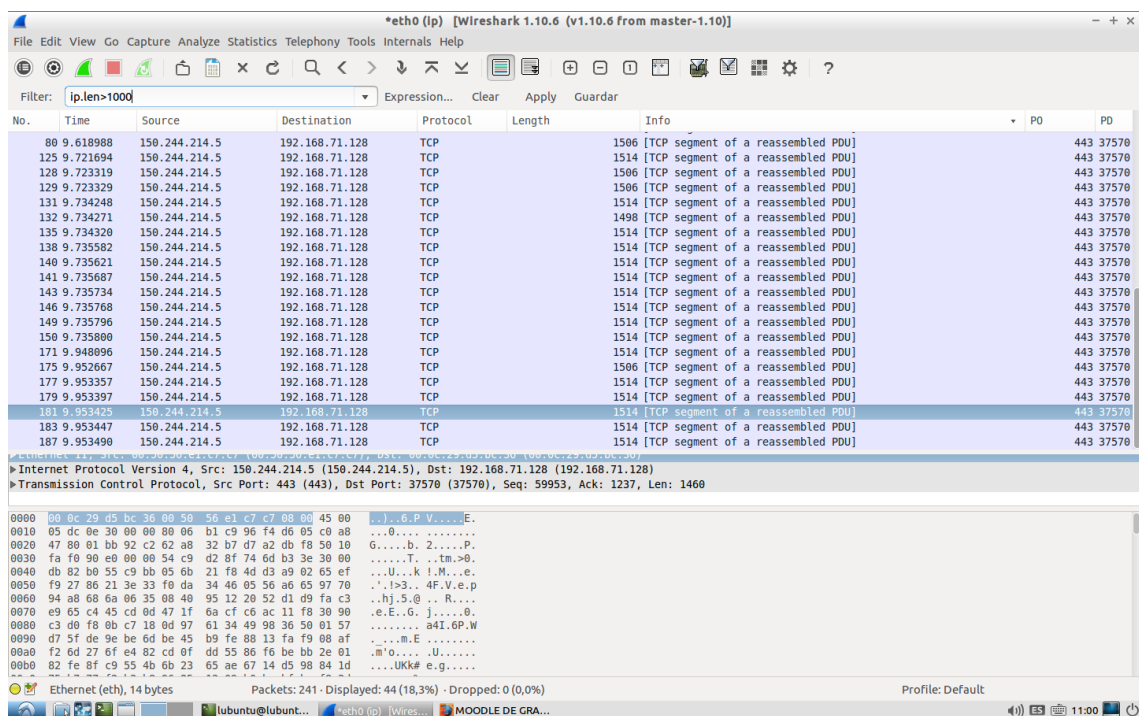 *eth0 (ip) [Wireshark 1.10.6 (v1.10.6 from master-1.10)]
File Edit View Go Capture Analyze Statistics Telephony Tools Internals Help
Filter: ip.len>1000 Expression... Clear Apply Guardar
No. Time Source Destination Protocol Length Info PO PD
80 9.618988 150.244.214.5 192.168.71.128 TCP 1506 [TCP segment of a reassembled PDU] 443 37570
125 9.721694 150.244.214.5 192.168.71.128 TCP 1514 [TCP segment of a reassembled PDU] 443 37570
128 9.723319 150.244.214.5 192.168.71.128 TCP 1506 [TCP segment of a reassembled PDU] 443 37570
129 9.723329 150.244.214.5 192.168.71.128 TCP 1506 [TCP segment of a reassembled PDU] 443 37570
131 9.734248 150.244.214.5 192.168.71.128 TCP 1514 [TCP segment of a reassembled PDU] 443 37570
132 9.734271 150.244.214.5 192.168.71.128 TCP 1498 [TCP segment of a reassembled PDU] 443 37570
135 9.734320 150.244.214.5 192.168.71.128 TCP 1514 [TCP segment of a reassembled PDU] 443 37570
138 9.735582 150.244.214.5 192.168.71.128 TCP 1514 [TCP segment of a reassembled PDU] 443 37570
140 9.735621 150.244.214.5 192.168.71.128 TCP 1514 [TCP segment of a reassembled PDU] 443 37570
141 9.735687 150.244.214.5 192.168.71.128 TCP 1514 [TCP segment of a reassembled PDU] 443 37570
143 9.735734 150.244.214.5 192.168.71.128 TCP 1514 [TCP segment of a reassembled PDU] 443 37570
146 9.735768 150.244.214.5 192.168.71.128 TCP 1514 [TCP segment of a reassembled PDU] 443 37570
149 9.735796 150.244.214.5 192.168.71.128 TCP 1514 [TCP segment of a reassembled PDU] 443 37570
150 9.735800 150.244.214.5 192.168.71.128 TCP 1514 [TCP segment of a reassembled PDU] 443 37570
171 9.948096 150.244.214.5 192.168.71.128 TCP 1514 [TCP segment of a reassembled PDU] 443 37570
175 9.952667 150.244.214.5 192.168.71.128 TCP 1506 [TCP segment of a reassembled PDU] 443 37570
177 9.953357 150.244.214.5 192.168.71.128 TCP 1514 [TCP segment of a reassembled PDU] 443 37570
179 9.953397 150.244.214.5 192.168.71.128 TCP 1514 [TCP segment of a reassembled PDU] 443 37570
181 9.953425 150.244.214.5 192.168.71.128 TCP 1514 [TCP segment of a reassembled PDU] 443 37570
183 9.953447 150.244.214.5 192.168.71.128 TCP 1514 [TCP segment of a reassembled PDU] 443 37570
187 9.953490 150.244.214.5 192.168.71.128 TCP 1514 [TCP segment of a reassembled PDU] 443 37570
Internet Protocol Version 4, Src: 150.244.214.5 (150.244.214.5), Dst: 192.168.71.128 (192.168.71.128)
Transmission Control Protocol, Src Port: 443 (443), Dst Port: 37570 (37570), Seq: 59953, Ack: 1237, Len: 1460
0000 00 0c 29 d5 bc 36 00 50 56 e1 c7 c7 08 00 45 00 ..)..6.P V.....E.
0010 05 dc 0e 30 00 00 80 06 b1 c9 96 f4 d6 05 c0 a8 ...0.... ........
0020 47 80 01 bb 92 c2 62 a8 32 b7 d7 a2 db f8 50 10 G.....b. 2.....P.
0030 fa f0 90 e0 00 00 54 c9 d2 8f 74 6d b3 3e 30 00 ......T. ..tm.>0.
0040 db 82 b0 55 c9 bb 05 6b 21 f8 4d d3 a9 02 65 ef ...U...k !.M...e.
0050 f9 27 86 21 3e 33 f0 da 34 46 05 56 a6 65 97 70 .'.!>3.. 4F.V.e.p
0060 94 a8 68 6a 06 35 08 40 95 12 20 52 d1 d9 fa c3 ..hj.5.@ .. R....
0070 e9 65 c4 45 cd 0d 47 1f 6a cf c6 ac 11 f8 30 90 .e.E..G. j.....0.
0080 c3 d0 f8 0b c7 18 0d 97 61 34 49 98 36 50 01 57 ........ a4I.6P.W
0090 d7 5f de 9e be 6d be 45 b9 fe 88 13 fa f9 08 af ._...m.E ........
00a0 f2 6d 27 6f e4 82 cd 0f dd 55 86 f6 be bb 2e 01 .m'o.... .U......
00b0 82 fe 8f c9 55 4b 6b 23 65 ae 67 14 d5 98 84 1d ....UKk# e.g.....
Ethernet (eth), 14 bytes Packets: 241 · Displayed: 44 (18,3%) · Dropped: 0 (0,0%) Profile: Default
lubuntu@lubunt... *eth0 (ip) [Wires... MOODLE DE GRA... ES 11:00